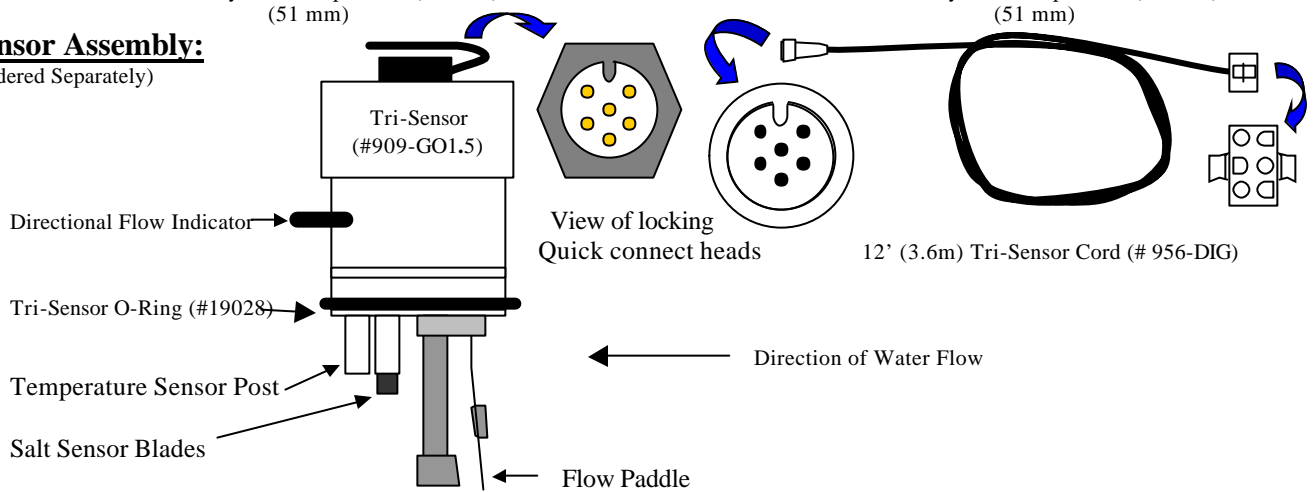 (51 mm)
(51 mm)
nsor Assembly:
dered Separately)
Tri-Sensor
(#909-GO1.5)
Directional Flow Indicator
View of locking
Quick connect heads
12’ (3.6m) Tri-Sensor Cord (# 956-DIG)
Tri-Sensor O-Ring (#19028)
Direction of Water Flow
Temperature Sensor Post
Salt Sensor Blades
Flow Paddle